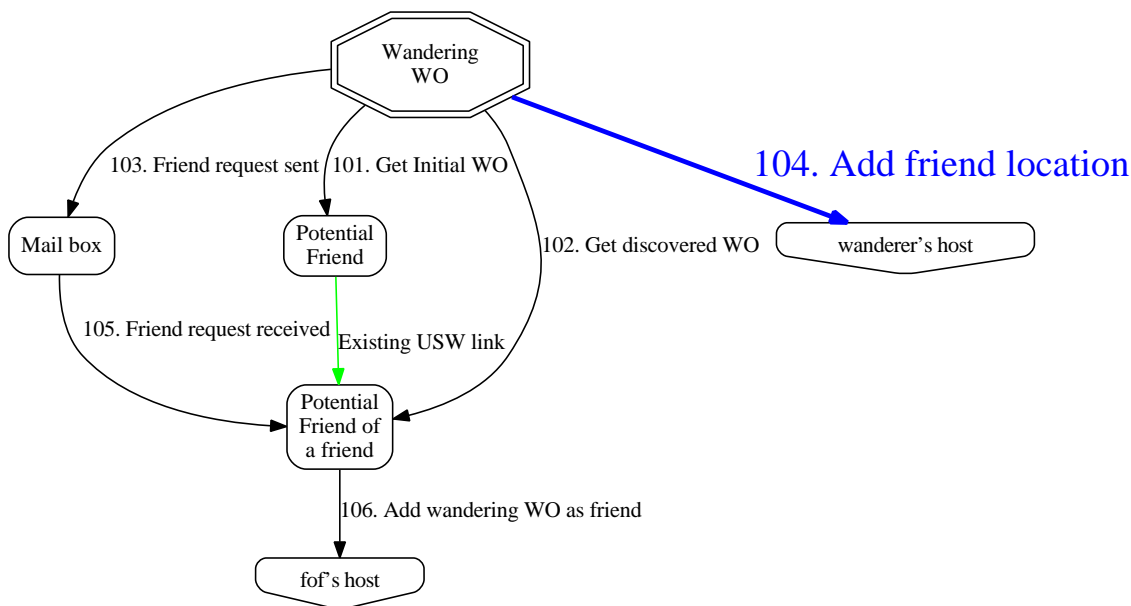 Wandering
WO
103. Friend request sent
101. Get Initial WO
104. Add friend location
Mail box
Potential
Friend
102. Get discovered WO
wanderer's host
105. Friend request received
Existing USW link
Potential
Friend of
a friend
106. Add wandering WO as friend
fof's host